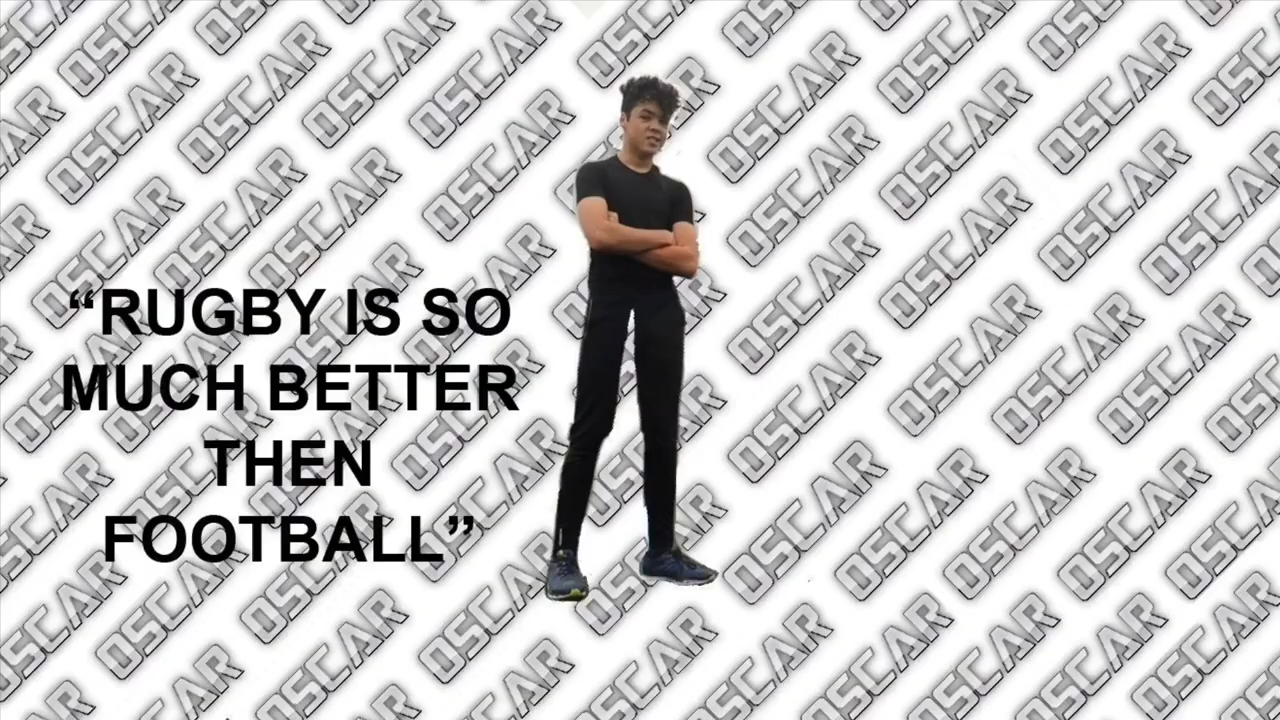 “RUGBY IS SO
MUCH BETTER
THEN
FOOTBALL”
OSCAR